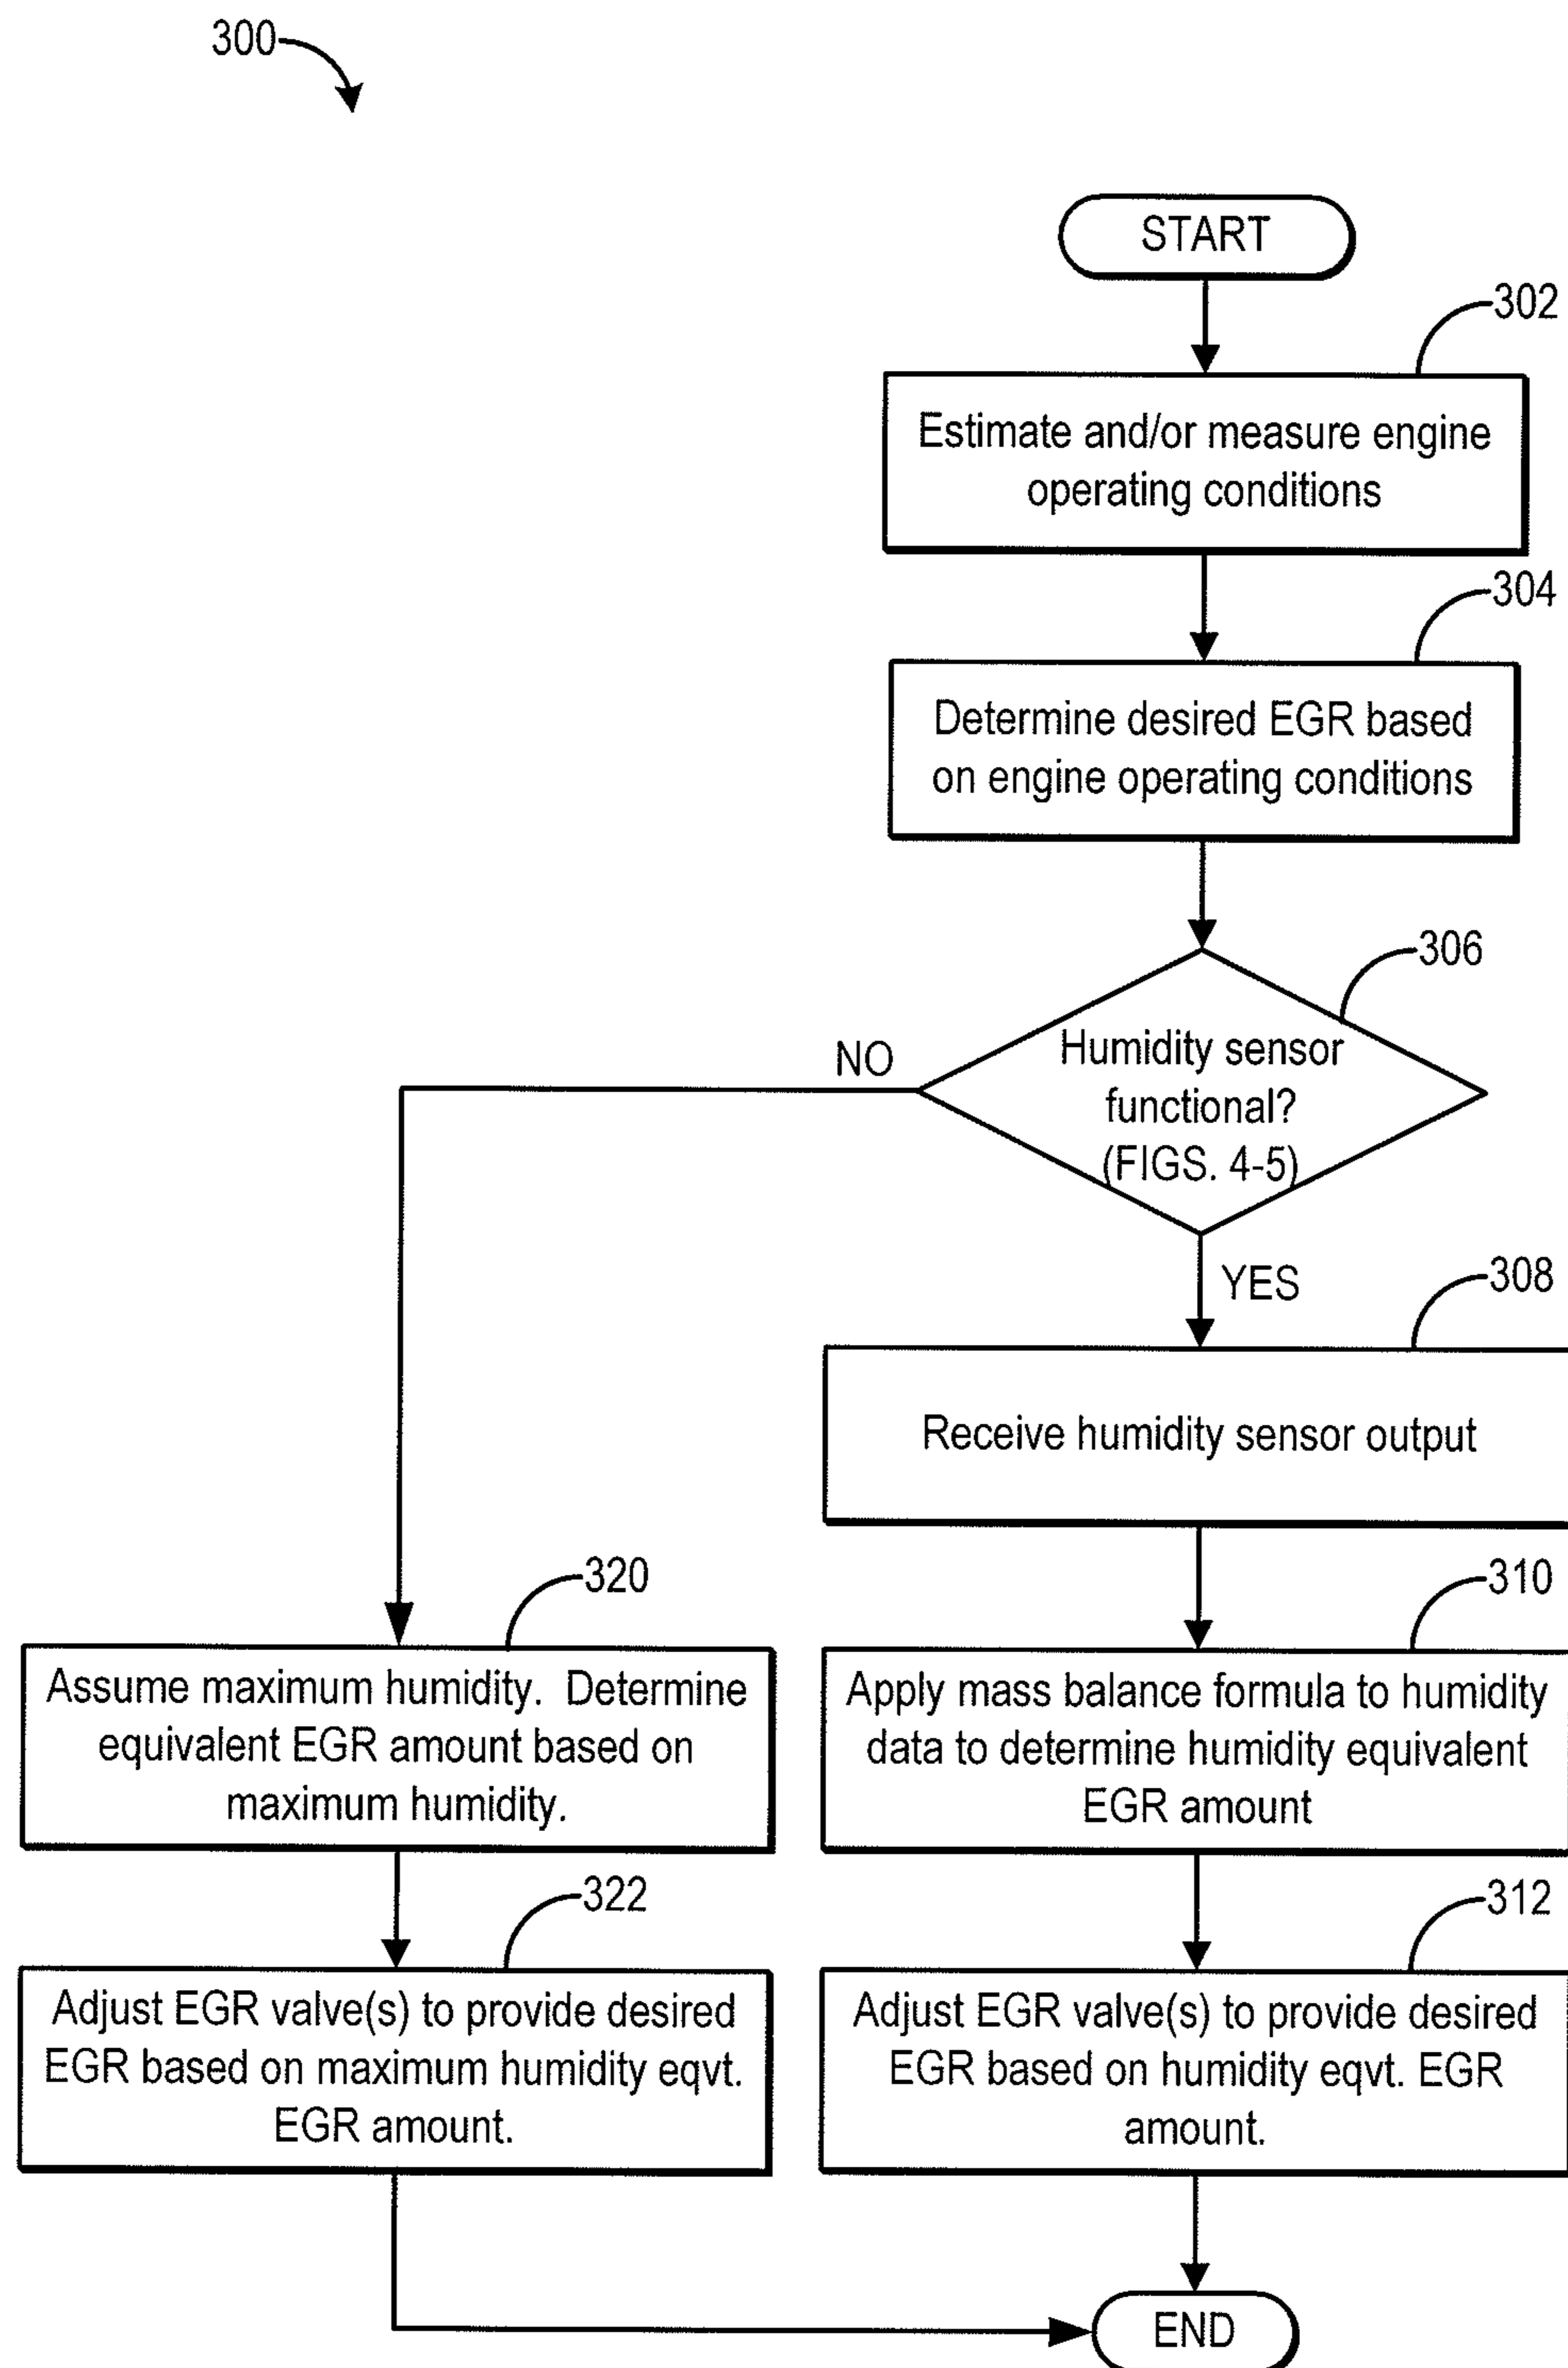 300
START
302
Estimate and/or measure engine
operating conditions
304
Determine desired EGR based
on engine operating conditions
306
Humidity sensor
functional?
(FIGS. 4-5)
NO
YES
308
Receive humidity sensor output
320
Assume maximum humidity.  Determine
equivalent EGR amount based on
maximum humidity.
310
Apply mass balance formula to humidity
data to determine humidity equivalent
EGR amount
322
Adjust EGR valve(s) to provide desired
EGR based on maximum humidity eqvt.
EGR amount.
312
Adjust EGR valve(s) to provide desired
EGR based on humidity eqvt. EGR
amount.
END